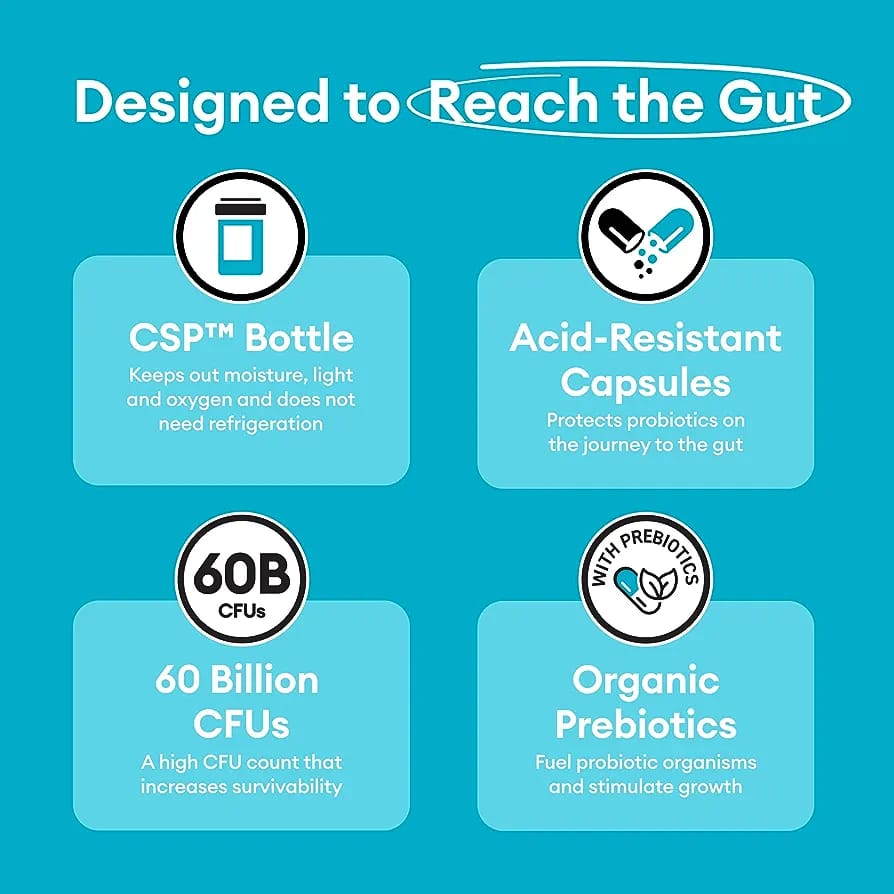 Designed to Reach the Gut
CSP™ Bottle
Keeps out moisture, light
and oxygen and does not
need refrigeration
Acid-Resistant
Capsules
Protects probiotics on
the journey to the gut
60B
CFUs
60 Billion
CFUs
A high CFU count that
increases survivability
WITH PREBIOTICS
Organic
Prebiotics
Fuel probiotic organisms
and stimulate growth